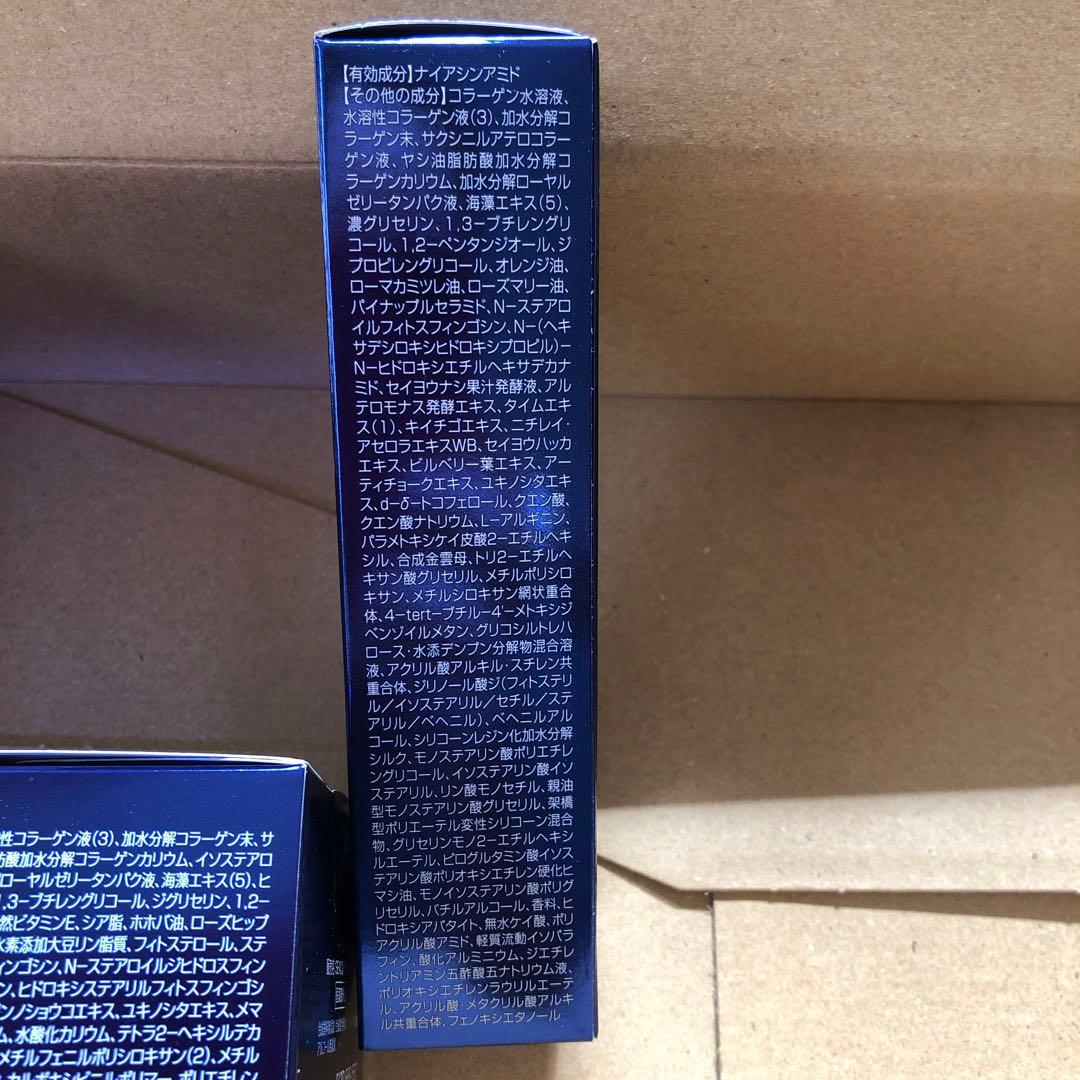 【有効成分】ナイアシンアミド
【その他の成分】コラーゲン水溶液、
水溶性コラーゲン液(3)、加水分解コ
ラーゲン末、サクシニルアテロコラー
ゲン液、ヤシ油脂肪酸加水分解コ
ラーゲンカリウム、加水分解ローヤル
ゼリータンパク液、海藻エキス(5)、
濃グリセリン、1,3ーブチレングリ
コール、1,2ーペンタンジオール、ジ
プロピレングリコール、オレンジ油、
ローマカミツレ油、ローズマリー油、
パイナップルセラミド、Nーステアロ
イルフィトスフィンゴシン、Nー(ヘキ
サデシロキシヒドロキシプロピル)ー
Nーヒドロキシエチルヘキサデカナ
ミド、セイヨウナシ果汁発酵液、アル
テロモナス発酵エキス、タイムエキ
ス(1)、キイチゴエキス、ニチレイ・
アセロラエキスWB、セイヨウハッカ
エキス、ビルベリー葉エキス、アー
ティチョークエキス、ユキノシタエキ
ス、dーδートコフェロール、クエン酸、
クエン酸ナトリウム、Lーアルギニン、
パラメトキシケイ皮酸2ーエチルヘキ
シル、合成金雲母、トリ2ーエチルヘ
キサン酸グリセリル、メチルポリシロ
キサン、メチルシロキサン網状重合
体、4ーtertーブチルー4'ーメトキシジ
ベンゾイルメタン、グリコシルトレハ
ロース・水添デンプン分解物混合溶
液、アクリル酸アルキル・スチレン共
重合体、ジリノール酸ジ(フィトステリ
ル／イソステアリル／セチル／ステ
アリル／ベヘニル)、ベヘニルアル
コール、シリコーンレジン化加水分解
シルク、モノステアリン酸ポリエチレ
ングリコール、イソステアリン酸イソ
ステアリル、リン酸モノセチル、親油
型モノステアリン酸グリセリル、架橋
型ポリエーテル変性シリコーン混合
物、グリセリンモノ2ーエチルヘキシ
ルエーテル、ピログルタミン酸イソス
テアリン酸ポリオキシエチレン硬化ヒ
マシ油、モノイソステアリン酸ポリグ
リセリル、バチルアルコール、香料、ヒ
ドロキシアパタイト、無水ケイ酸、ポリ
アクリル酸アミド、軽質流動イソパラ
フィン、酸化アルミニウム、ジエチレ
ントリアミン五酢酸五ナトリウム液、
ポリオキシエチレンラウリルエーテ
ル、アクリル酸・メタクリル酸アルキ
ル共重合体、フェノキシエタノール
性コラーゲン液(3)、加水分解コラーゲン末、サ
肪酸加水分解コラーゲンカリウム、イソステアロ
ローヤルゼリータンパク液、海藻エキス(5)、ヒ
1,3ーブチレングリコール、ジグリセリン、1,2ー
然ビタミンE、シア脂、ホホバ油、ローズヒップ
水素添加大豆リン脂質、フィトステロール、ステ
ィンゴシン、Nーステアロイルジヒドロスフィン
ン、ヒドロキシステアリルフィトスフィンゴシ
ンノショウコエキス、ユキノシタエキス、メマ
ム、水酸化カリウム、テトラ2ーヘキシルデカ
メチルフェニルポリシロキサン(2)、メチル
カルボキシビニルポリマー、ポリエチレン